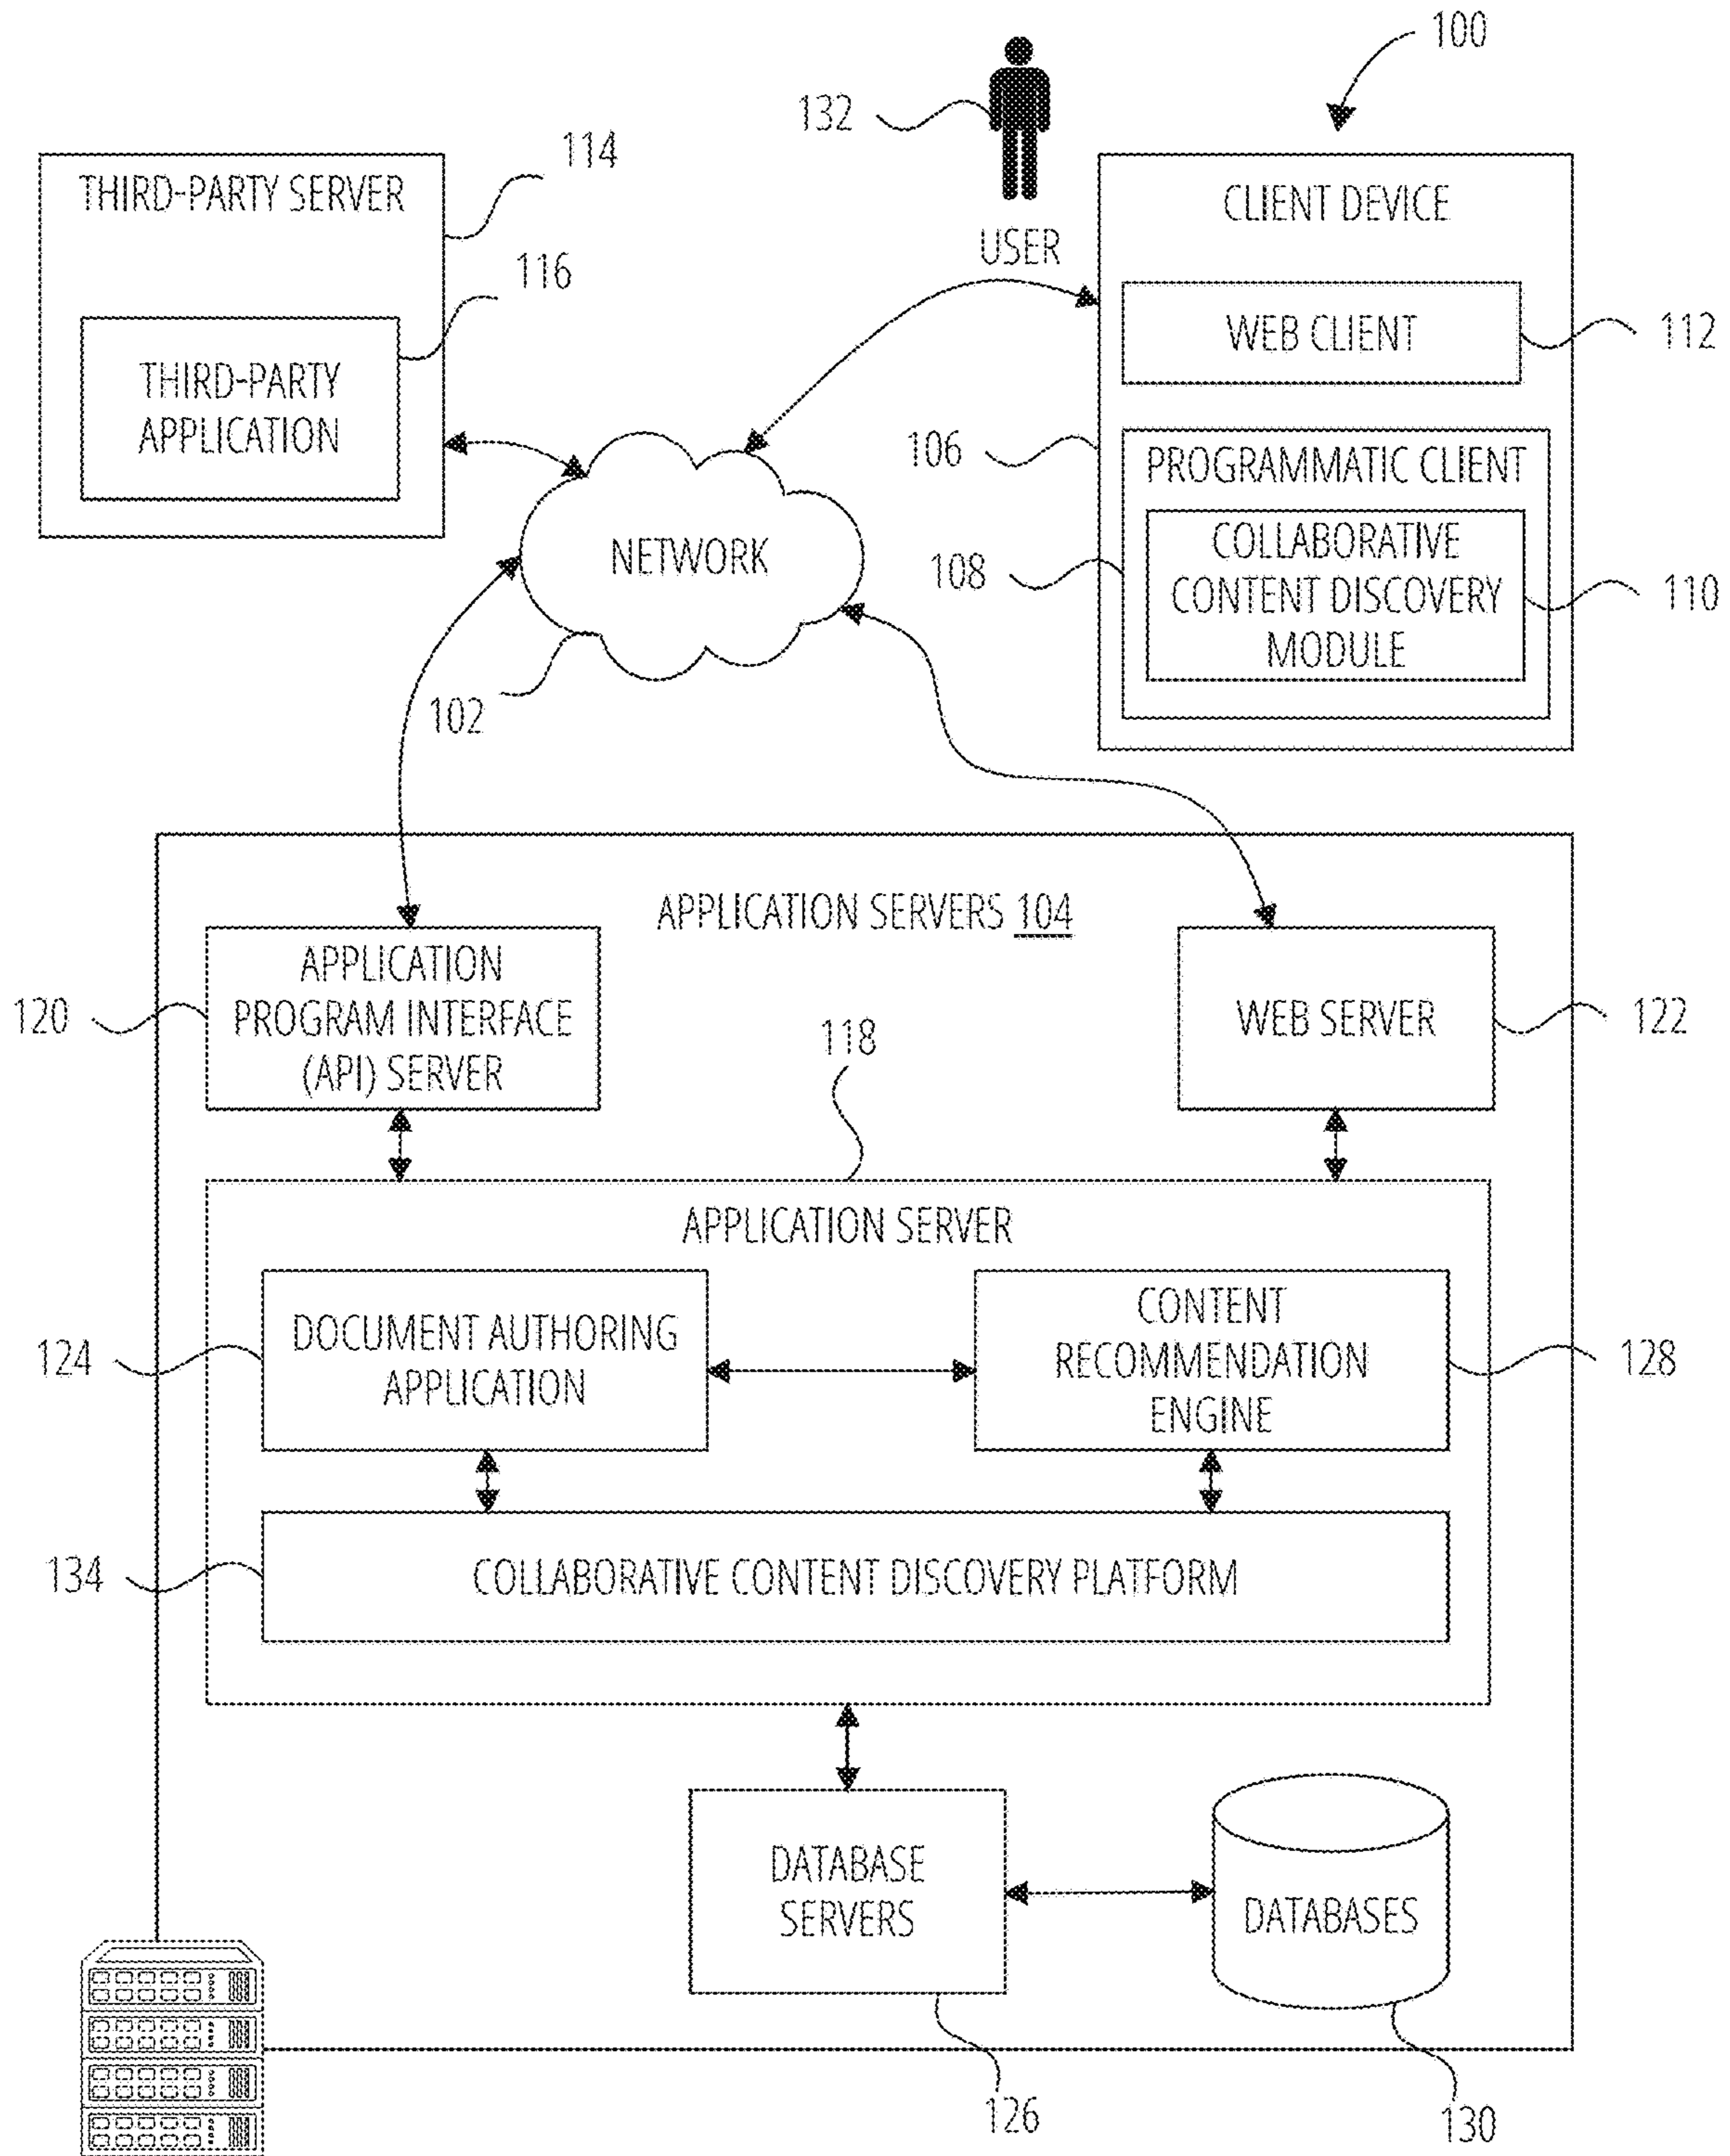 100
132
114
THIRD-PARTY SERVER
CLIENT DEVICE
USER
116
WEB CLIENT
112
THIRD-PARTY
APPLICATION
106
PROGRAMMATIC CLIENT
NETWORK
108
COLLABORATIVE
CONTENT DISCOVERY
MODULE
110
102
APPLICATION SERVERS 104
APPLICATION
PROGRAM INTERFACE
(API) SERVER
120
WEB SERVER
122
118
APPLICATION SERVER
124
DOCUMENT AUTHORING
APPLICATION
CONTENT
RECOMMENDATION
ENGINE
128
134
COLLABORATIVE CONTENT DISCOVERY PLATFORM
DATABASE
SERVERS
DATABASES
126
130